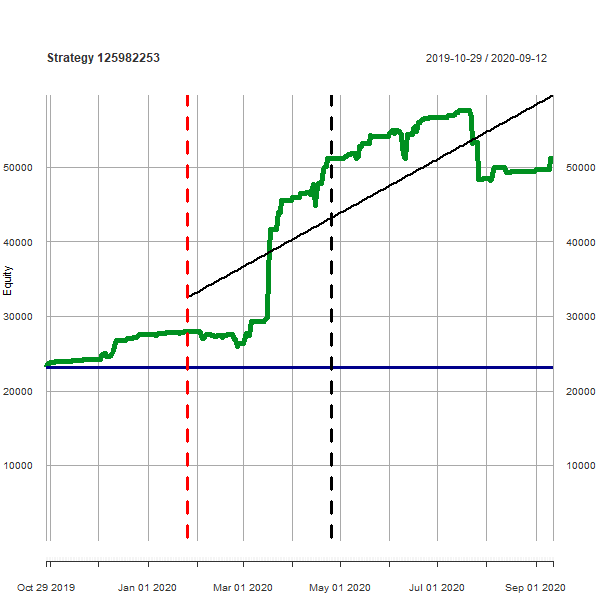 Strategy 125982253
2019-10-29 / 2020-09-12
50000
50000
40000
40000
Equity
30000
30000
20000
20000
10000
10000
Oct 29 2019
Jan 01 2020
Mar 01 2020
May 01 2020
Jul 01 2020
Sep 01 2020